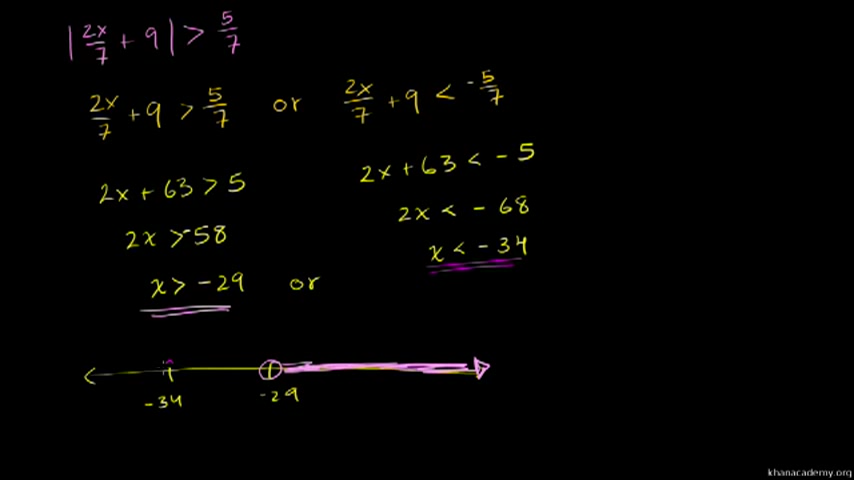 |2x/7 + 9| > 5/7
2x/7 + 9 > 5/7 or 2x/7 + 9 < -5/7
2x + 63 > 5 2x + 63 < -5
2x > -58 2x < -68
x > -29 or x < -34
-34 -29
khanacademy.org